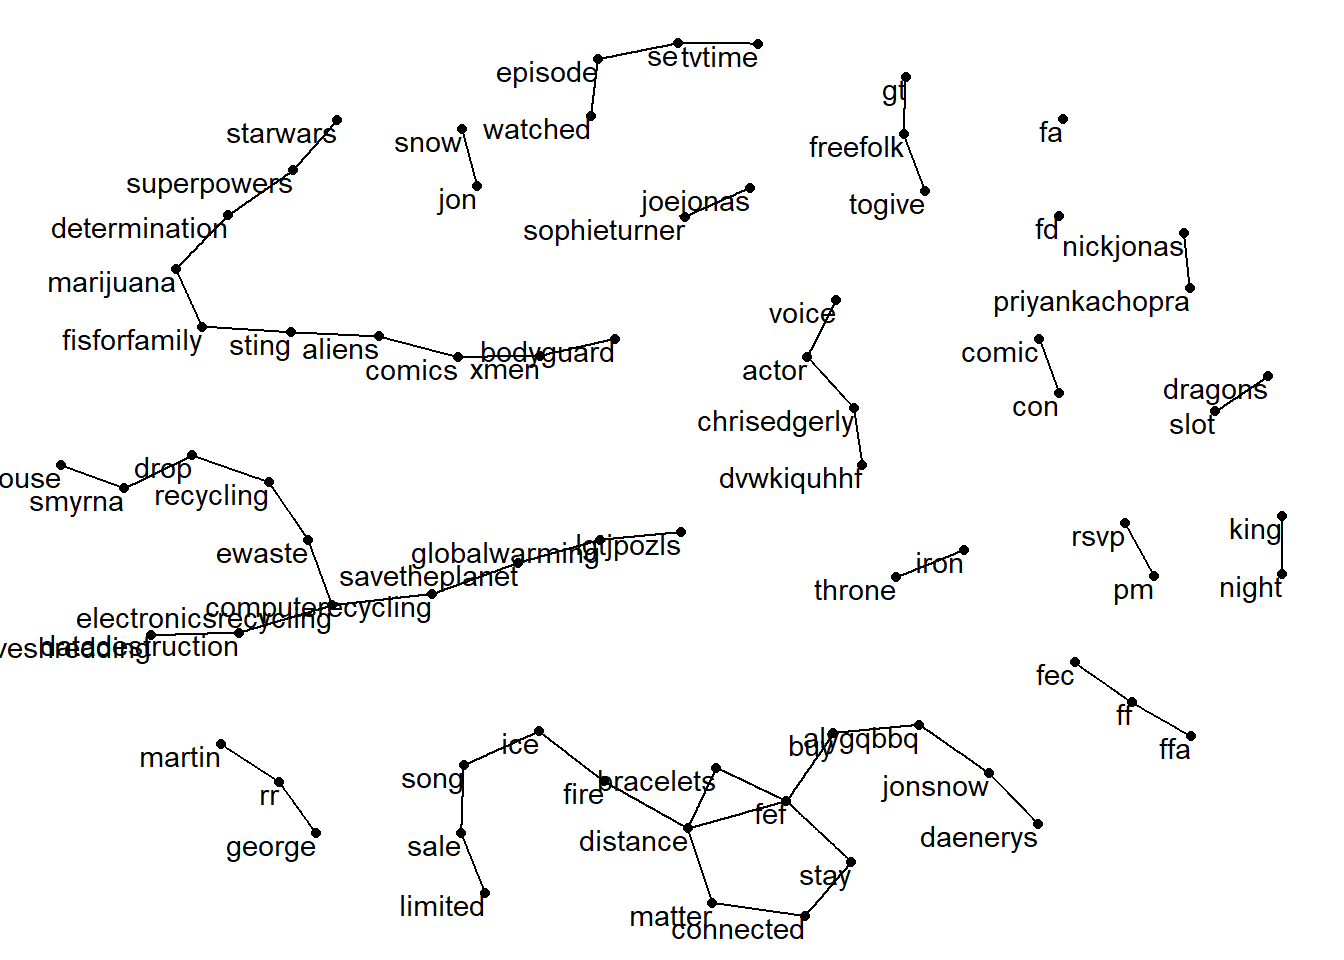 se
tvtime
episode
gt
watched
starwars
snow
fa
freefolk
superpowers
jon
joejonas
togive
determination
sophieturner
fd
nickjonas
marijuana
priyankachopra
voice
fisforfamily
sting
aliens
bodyguard
comic
comics
xmen
actor
dragons
con
chrisedgerly
slot
drop
ouse
dvwkiquhhf
recycling
smyrna
king
rsvp
ewaste
globalwarming
iron
savetheplanet
throne
pm
night
computerrecycling
electronicsrecycling
datadestruction
veshredding
fec
ff
ice
buy
ffa
martin
song
bracelets
jonsnow
rr
fire
fef
daenerys
george
sale
distance
stay
limited
matter
connected